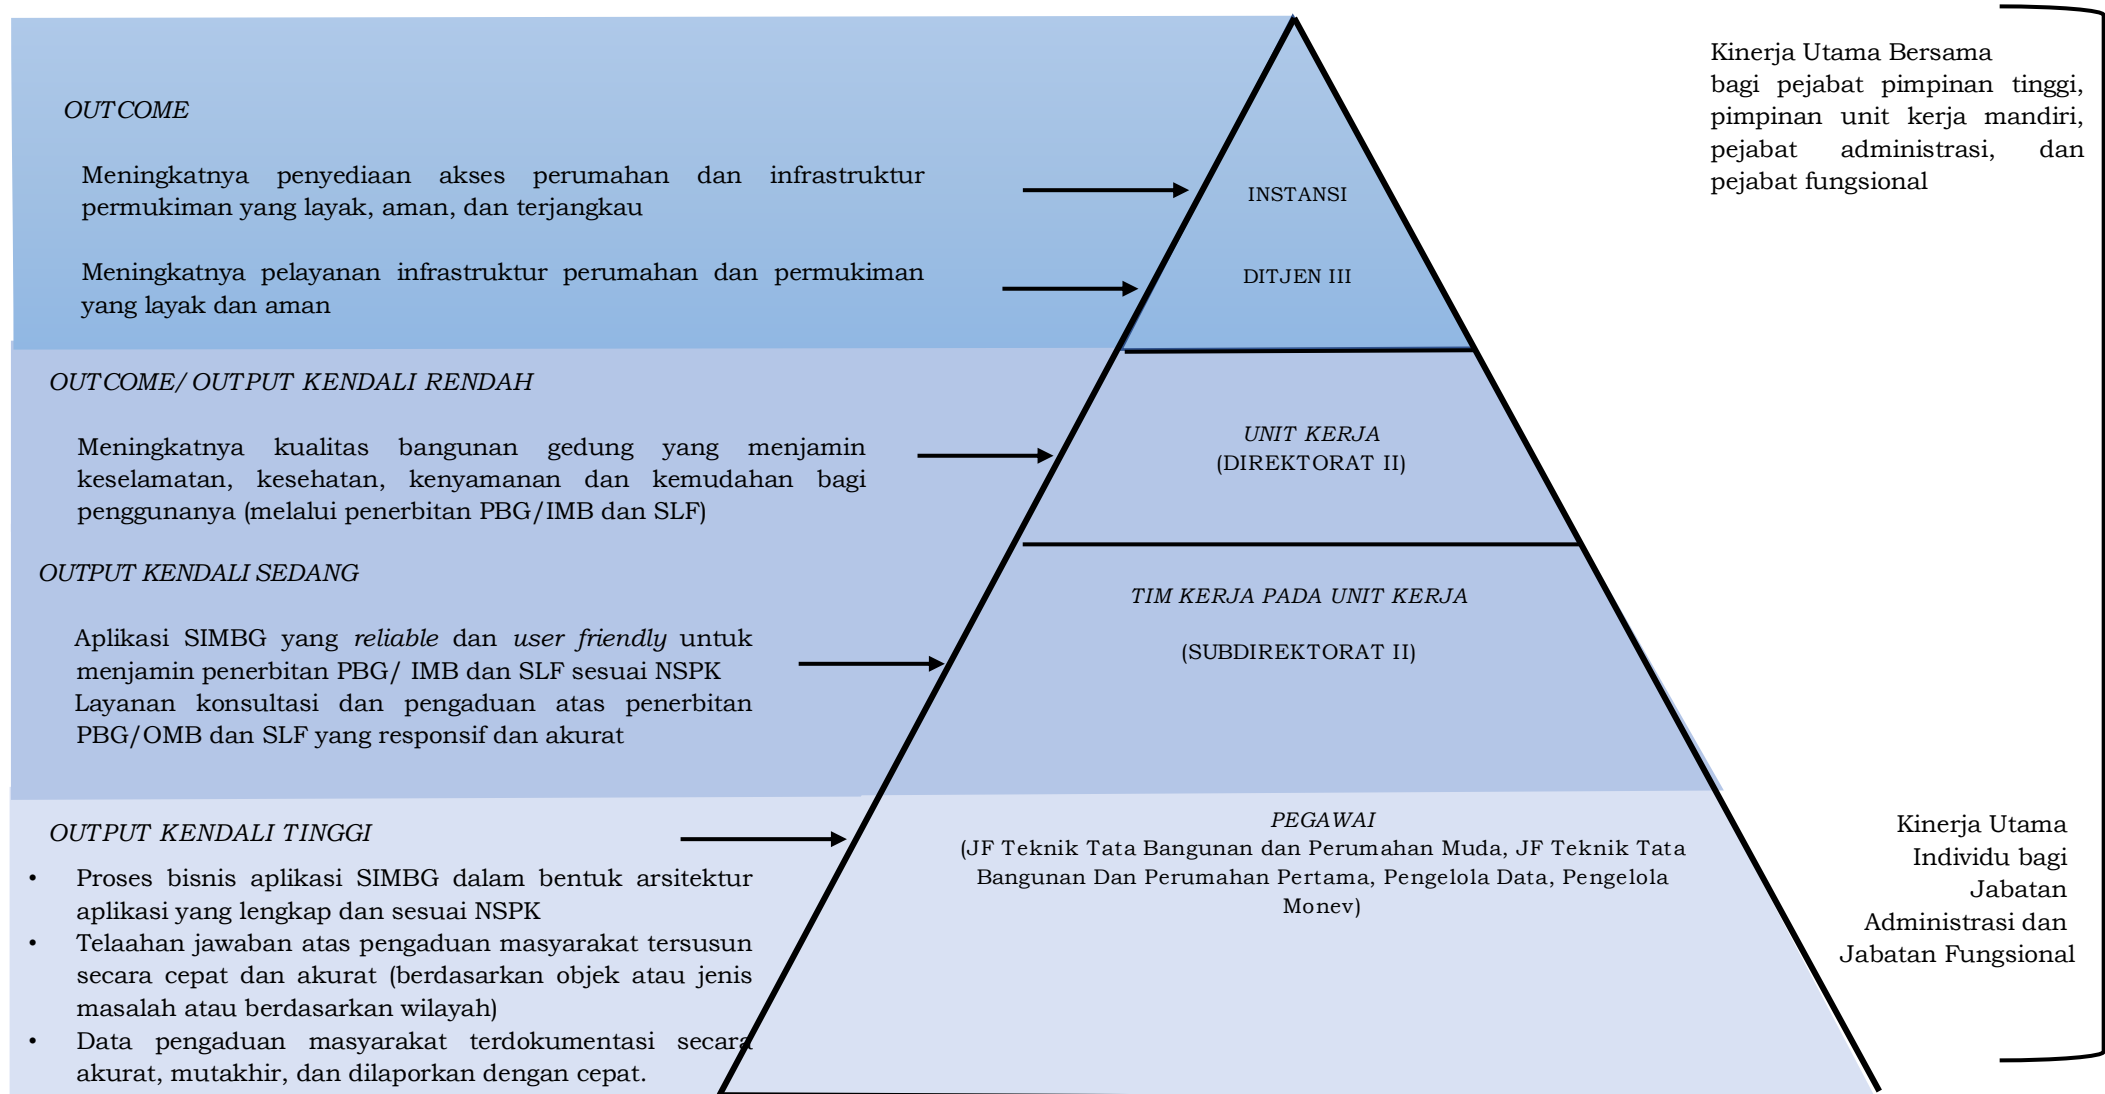 OUTCOME
Meningkatnya penyediaan akses perumahan dan infrastruktur
permukiman yang layak, aman, dan terjangkau
Meningkatnya pelayanan infrastruktur perumahan dan permukiman
yang layak dan aman
INSTANSI
DITJEN III
Kinerja Utama Bersama
bagi pejabat pimpinan tinggi,
pimpinan unit kerja mandiri,
pejabat administrasi, dan
pejabat fungsional
OUTCOME/ OUTPUT KENDALI RENDAH
Meningkatnya kualitas bangunan gedung yang menjamin
keselamatan, kesehatan, kenyamanan dan kemudahan bagi
penggunanya (melalui penerbitan PBG/IMB dan SLF)
UNIT KERJA
(DIREKTORAT II)
OUTPUT KENDALI SEDANG
Aplikasi SIMBG yang reliable dan user friendly untuk
menjamin penerbitan PBG/ IMB dan SLF sesuai NSPK
Layanan konsultasi dan pengaduan atas penerbitan
PBG/OMB dan SLF yang responsif dan akurat
TIM KERJA PADA UNIT KERJA
(SUBDIREKTORAT II)
OUTPUT KENDALI TINGGI
• Proses bisnis aplikasi SIMBG dalam bentuk arsitektur
aplikasi yang lengkap dan sesuai NSPK
• Telaahan jawaban atas pengaduan masyarakat tersusun
secara cepat dan akurat (berdasarkan objek atau jenis
masalah atau berdasarkan wilayah)
• Data pengaduan masyarakat terdokumentasi secara
akurat, mutakhir, dan dilaporkan dengan cepat.
PEGAWAI
(JF Teknik Tata Bangunan dan Perumahan Muda, JF Teknik Tata
Bangunan Dan Perumahan Pertama, Pengelola Data, Pengelola
Monev)
Kinerja Utama
Individu bagi
Jabatan
Administrasi dan
Jabatan Fungsional